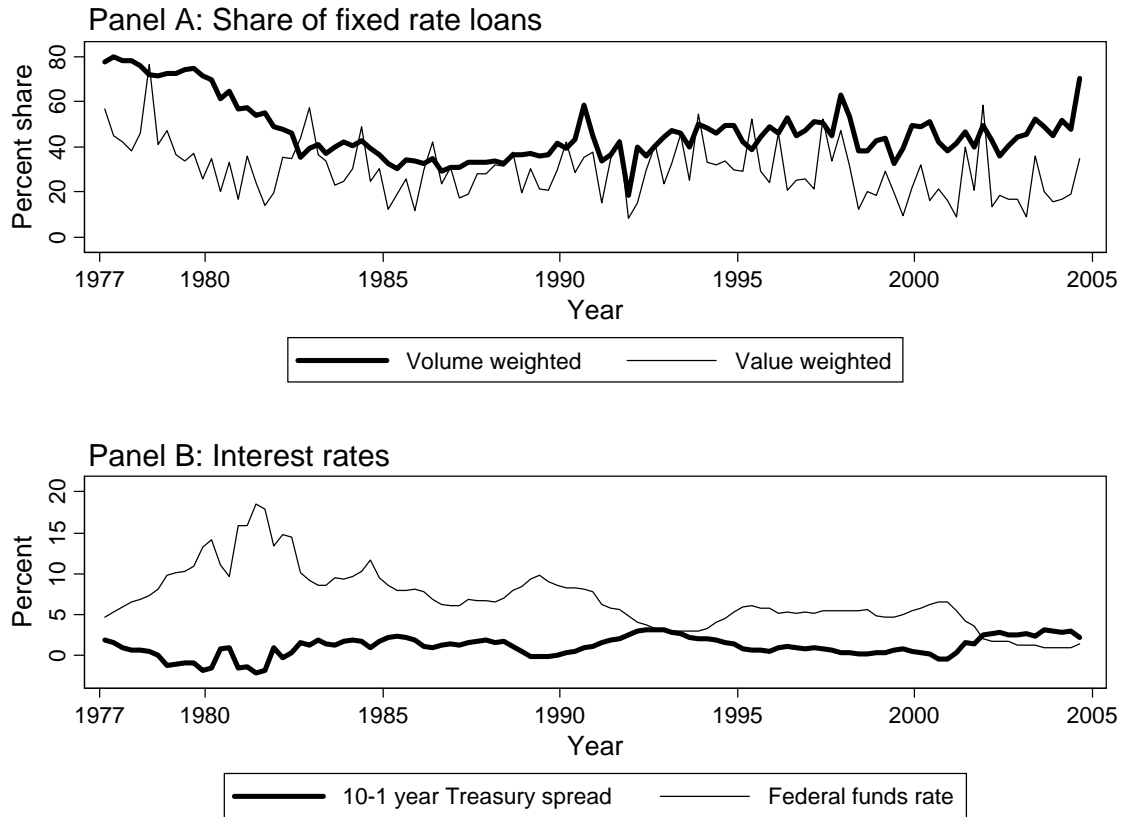 Panel A: Share of fixed rate loans
Percent share
80
60
40
20
0
1977 1980 1985 1990 1995 2000 2005
Year
Volume weighted Value weighted
Panel B: Interest rates
Percent
20
15
10
5
0
1977 1980 1985 1990 1995 2000 2005
Year
10-1 year Treasury spread Federal funds rate